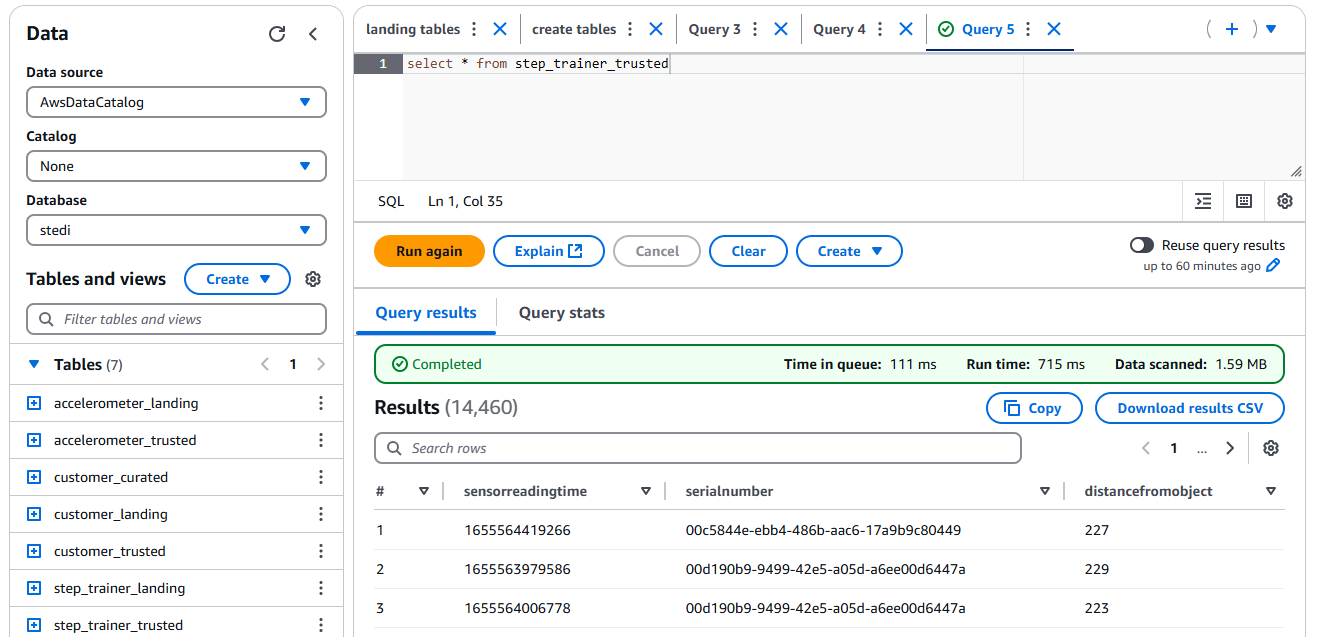 Data
Data source
AwsDataCatalog
Catalog
None
Database
stedi
Tables and views
Create
Filter tables and views
Tables (7)
1
accelerometer_landing
accelerometer_trusted
customer_curated
customer_landing
customer_trusted
step_trainer_landing
step_trainer_trusted
landing tables
create tables
Query 3
Query 4
Query 5
1 select * from step_trainer_trusted
SQL Ln 1, Col 35
Run again Explain Cancel Clear Create
Reuse query results
up to 60 minutes ago
Query results Query stats
Completed Time in queue: 111 ms Run time: 715 ms Data scanned: 1.59 MB
Results (14,460) Copy Download results CSV
Search rows 1 ...
# sensorreadingtime serialnumber distancefromobject
1 1655564419266 00c5844e-ebb4-486b-aac6-17a9b9c80449 227
2 1655563979586 00d190b9-9499-42e5-a05d-a6ee00d6447a 229
3 1655564006778 00d190b9-9499-42e5-a05d-a6ee00d6447a 223